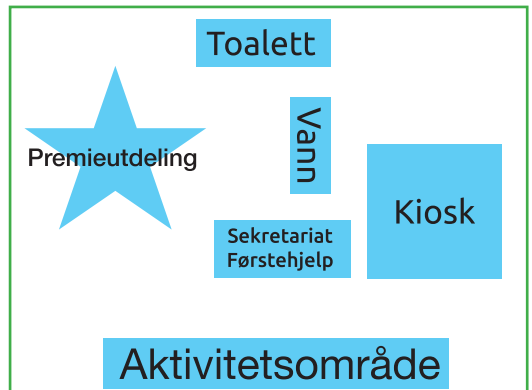 Toalett
Vann
Premieutdeling
Kiosk
Sekretariat
Førstehjelp
Aktivitetsområde